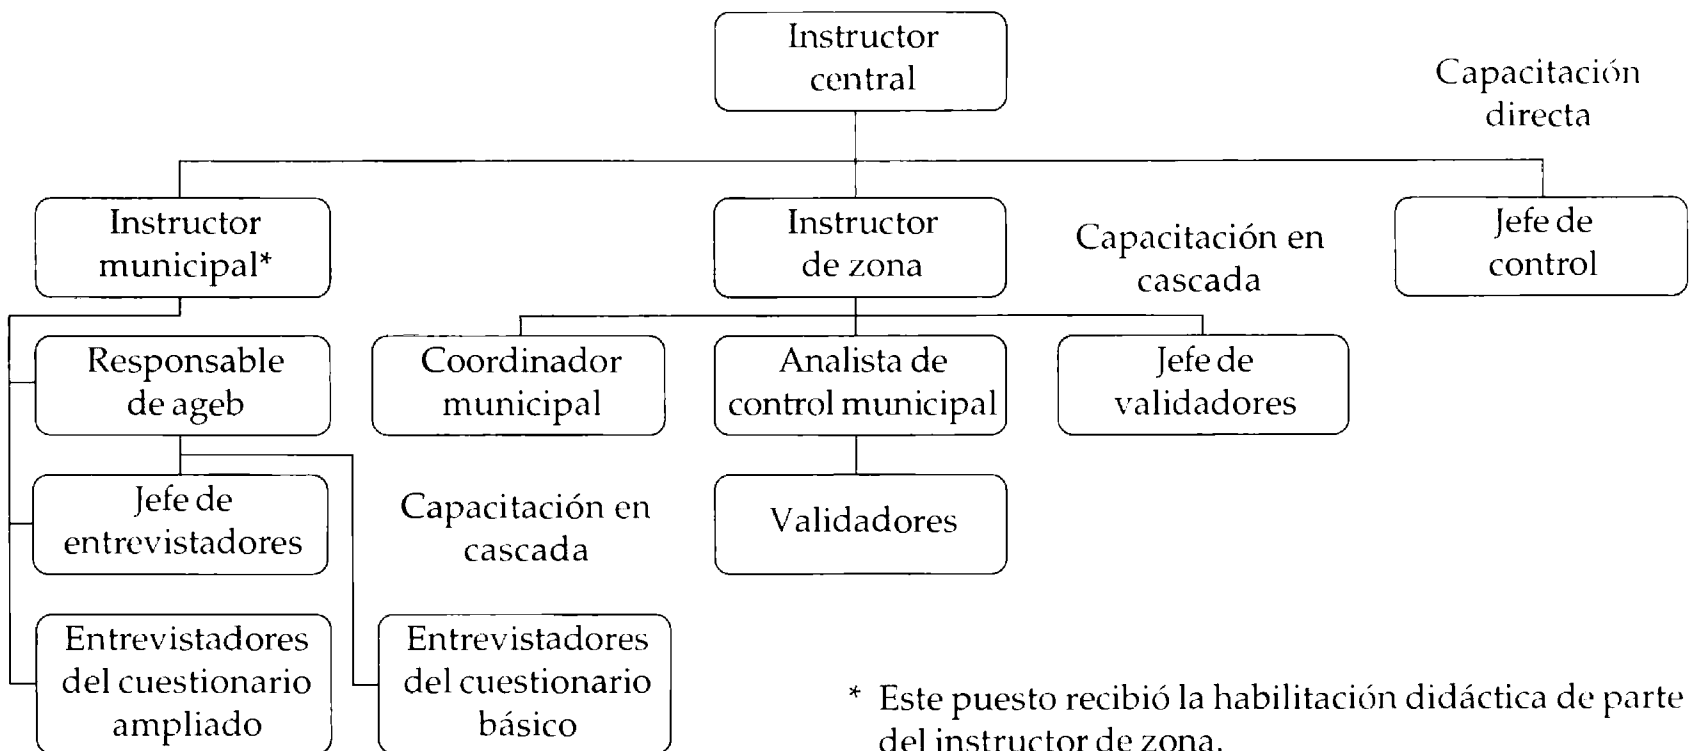 Instructor
central
Capacitación
directa
Instructor
municipal*
Instructor
de zona
Capacitación en
cascada
Jefe de
control
Responsable
de ageb
Coordinador
municipal
Analista de
control municipal
Jefe de
validadores
Jefe de
entrevistadores
Capacitación en
cascada
Validadores
Entrevistadores
del cuestionario
ampliado
Entrevistadores
del cuestionario
básico
* Este puesto recibió la habilitación didáctica de parte
del instructor de zona.